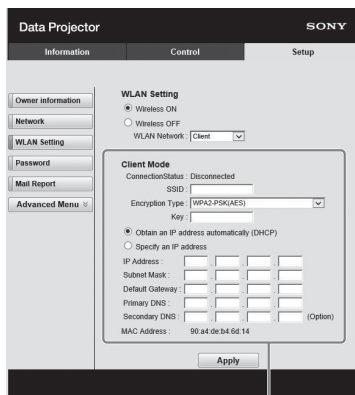 Data Projector
SONY
Information
Control
Setup
Owner information
Network
WLAN Setting
Password
Mail Report
Advanced Menu
WLAN Setting
Wireless ON
Wireless OFF
WLAN Network : Client
Client Mode
ConnectionStatus : Disconnected
SSID :
Encryption Type : WPA2-PSK(AES)
Key :
Obtain an IP address automatically (DHCP)
Specify an IP address
IP Address : . . .
Subnet Mask : . . .
Default Gateway : . . .
Primary DNS : . . .
Secondary DNS : . . . (Option)
MAC Address : 90:a4:de:b4:6d:14
Apply